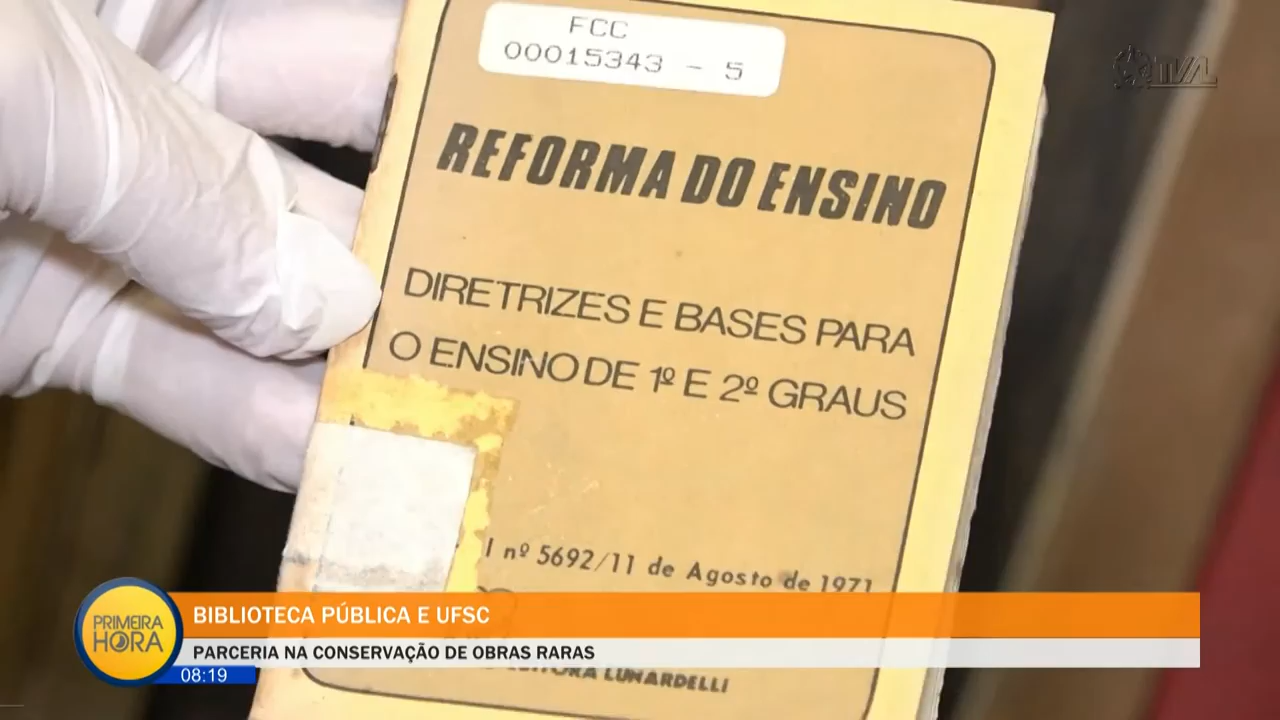 FCC
00015343 - 5
TVAL
REFORMA DO ENSINO
DIRETRIZES E BASES PARA
O ENSINO DE 1º E 2º GRAUS
nº 5692/11 de Agosto de 1971
BIBLIOTECA PÚBLICA E UFSC
PRIMEIRA
HORA
PARCERIA NA CONSERVAÇÃO DE OBRAS RARAS
08:19
EDITORA LUNARDELLI